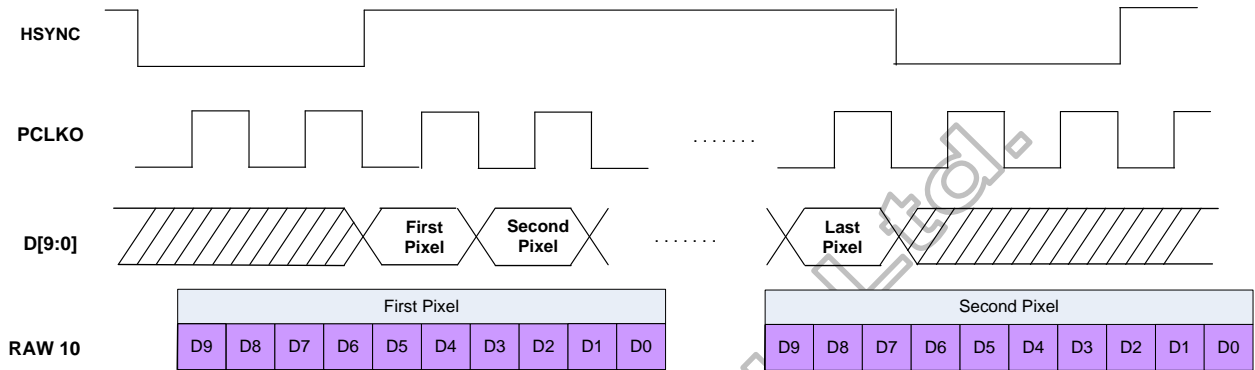 HSYNC
PCLKO
.......
D[9:0]
First Pixel
Second Pixel
.......
Last Pixel
First Pixel
Second Pixel
RAW 10
D9 D8 D7 D6 D5 D4 D3 D2 D1 D0
D9 D8 D7 D6 D5 D4 D3 D2 D1 D0
Ltd.